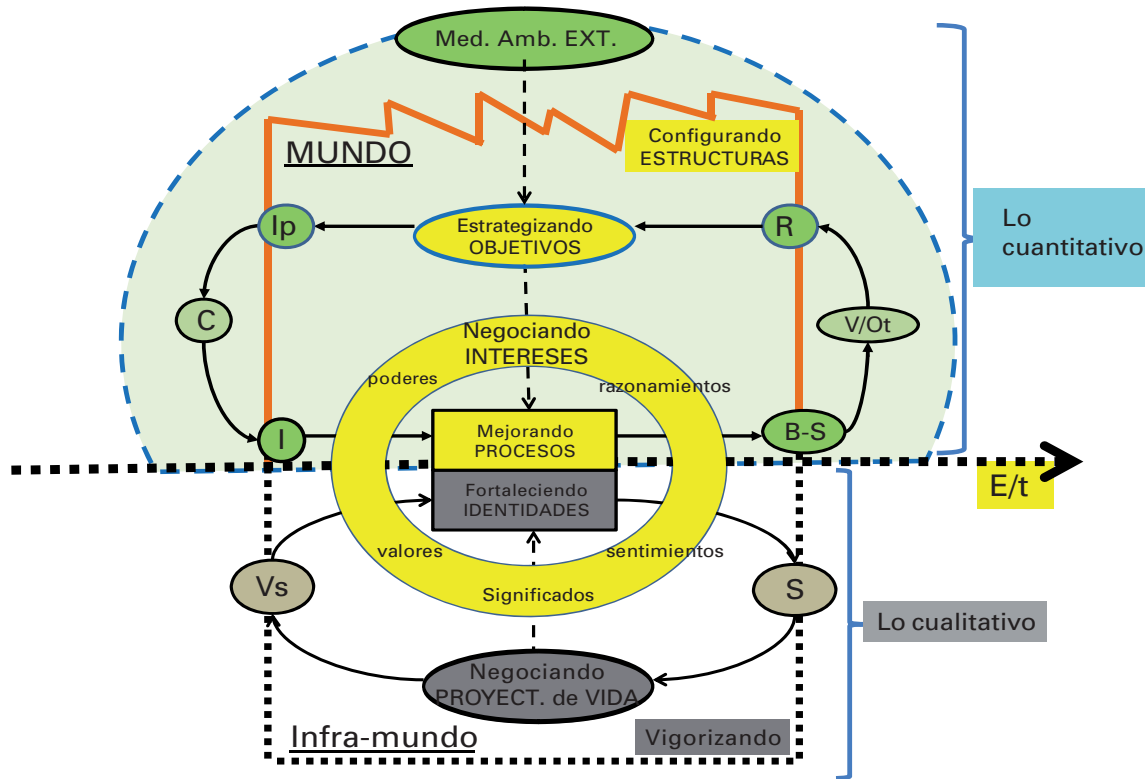 Med. Amb. EXT.
MUNDO
Configurando
ESTRUCTURAS
Ip
Estrategizando
OBJETIVOS
R
Lo
cuantitativo
C
V/Ot
Negociando
INTERESES
poderes
razonamientos
I
Mejorando
PROCESOS
B-S
E/t
Fortaleciendo
IDENTIDADES
valores
sentimientos
Vs
Significados
S
Lo cualitativo
Negociando
PROYECT. de VIDA
Infra-mundo
Vigorizando